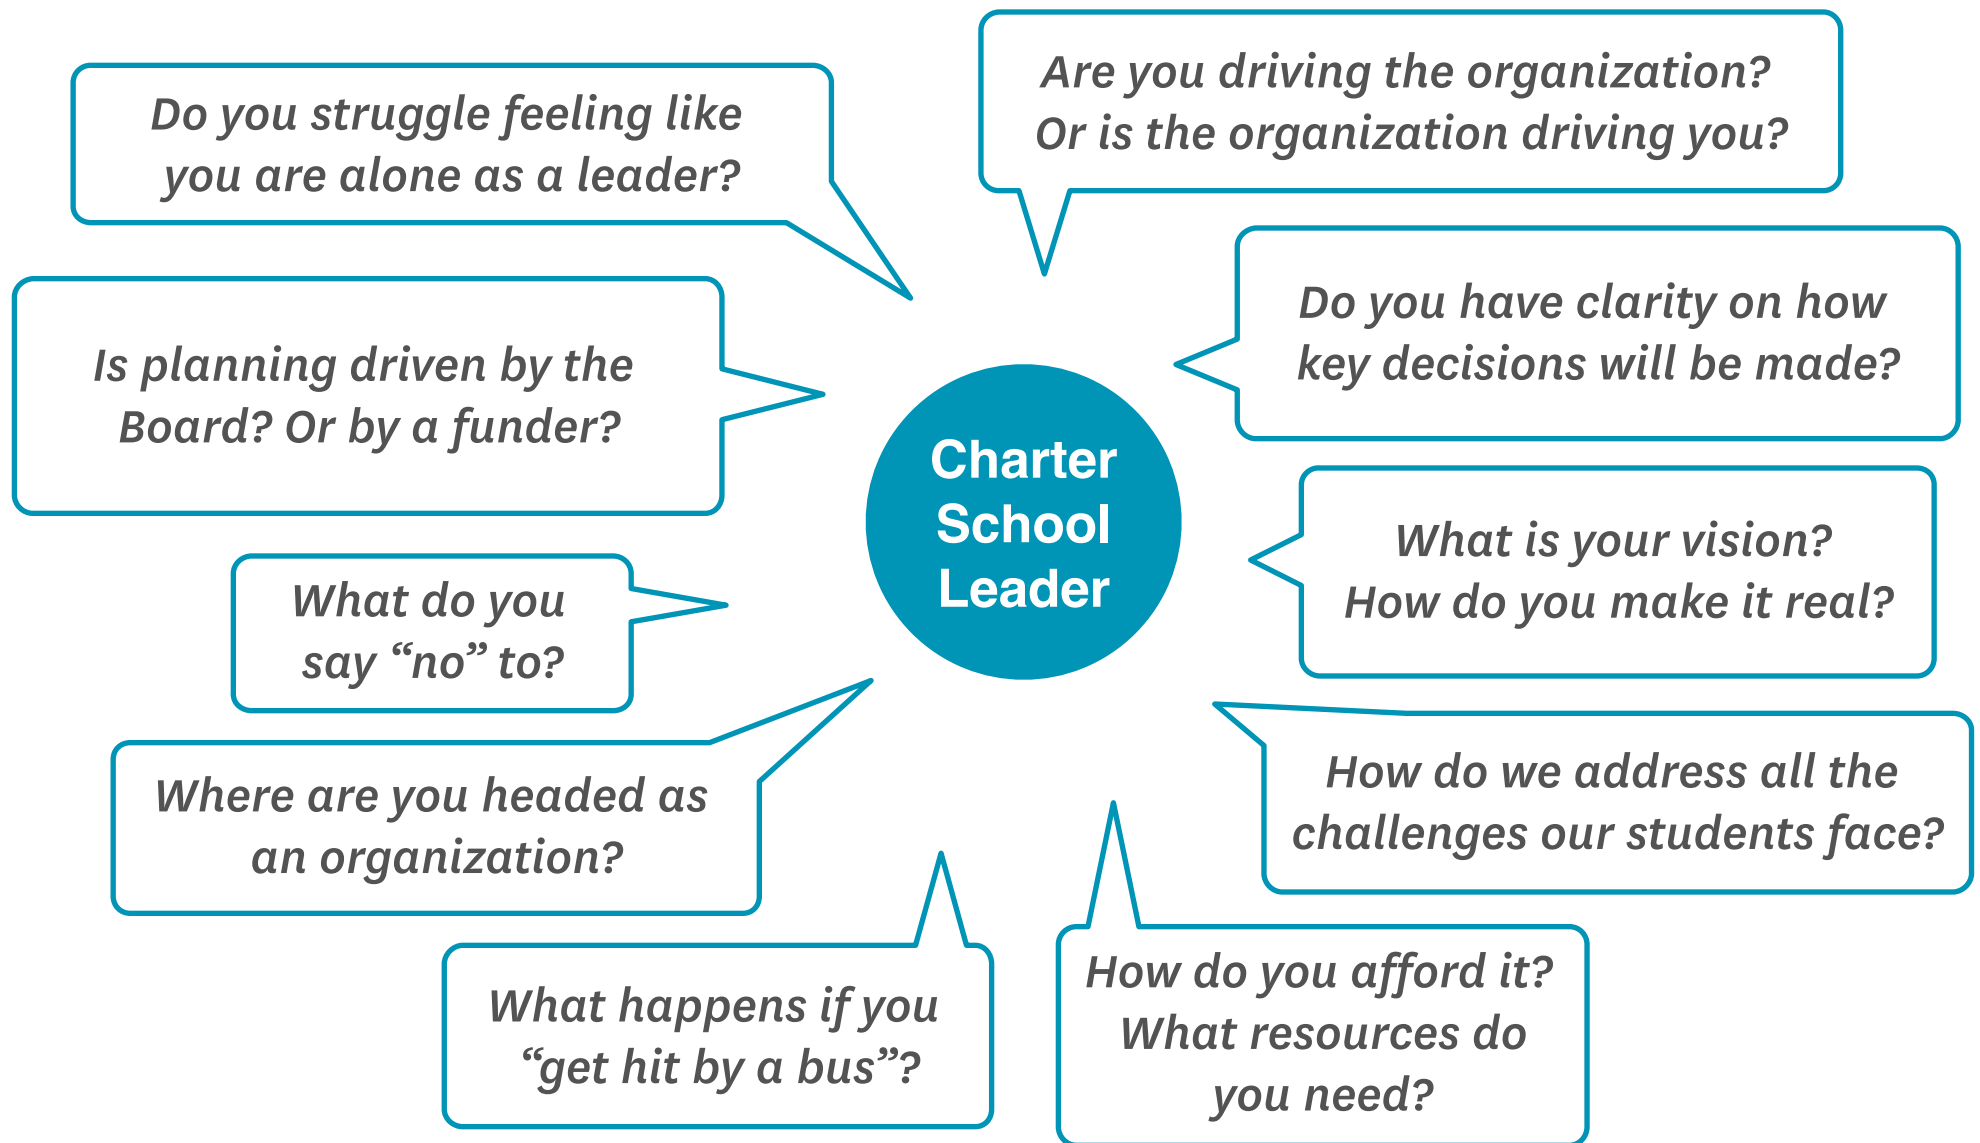 Do you struggle feeling like
you are alone as a leader?
Are you driving the organization?
Or is the organization driving you?
Is planning driven by the
Board? Or by a funder?
Do you have clarity on how
key decisions will be made?
Charter
School
Leader
What do you
say “no” to?
What is your vision?
How do you make it real?
Where are you headed as
an organization?
How do we address all the
challenges our students face?
What happens if you
“get hit by a bus”?
How do you afford it?
What resources do
you need?